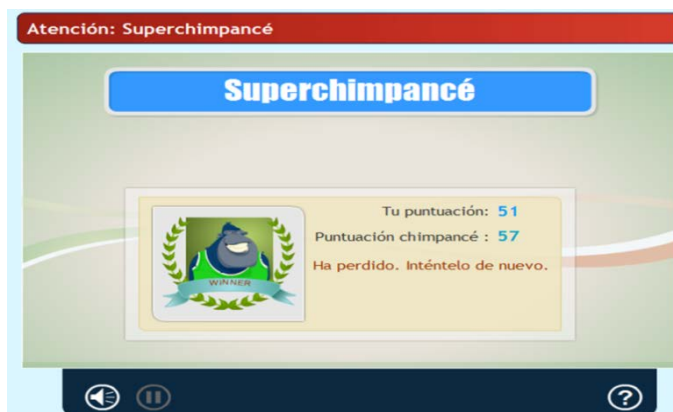 Atención: Superchimpancé
Superchimpancé
Tu puntuación: 51
Puntuación chimpancé : 57
Ha perdido. Inténtelo de nuevo.
WINNER
?